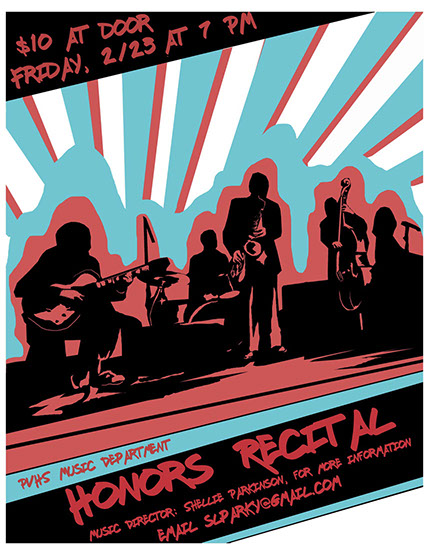 $10 AT DOOR
FRIDAY, 2/23 AT 7 PM
PVHS MUSIC DEPARTMENT
HONORS RECITAL
MUSIC DIRECTOR: SHELLIE PARKINSON, FOR MORE INFORMATION
EMAIL SLPARKY@GMAIL.COM